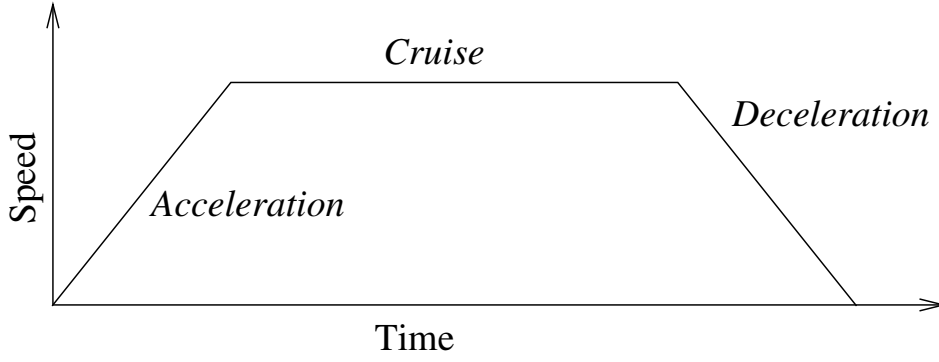 Cruise
Deceleration
Speed
Acceleration
Time